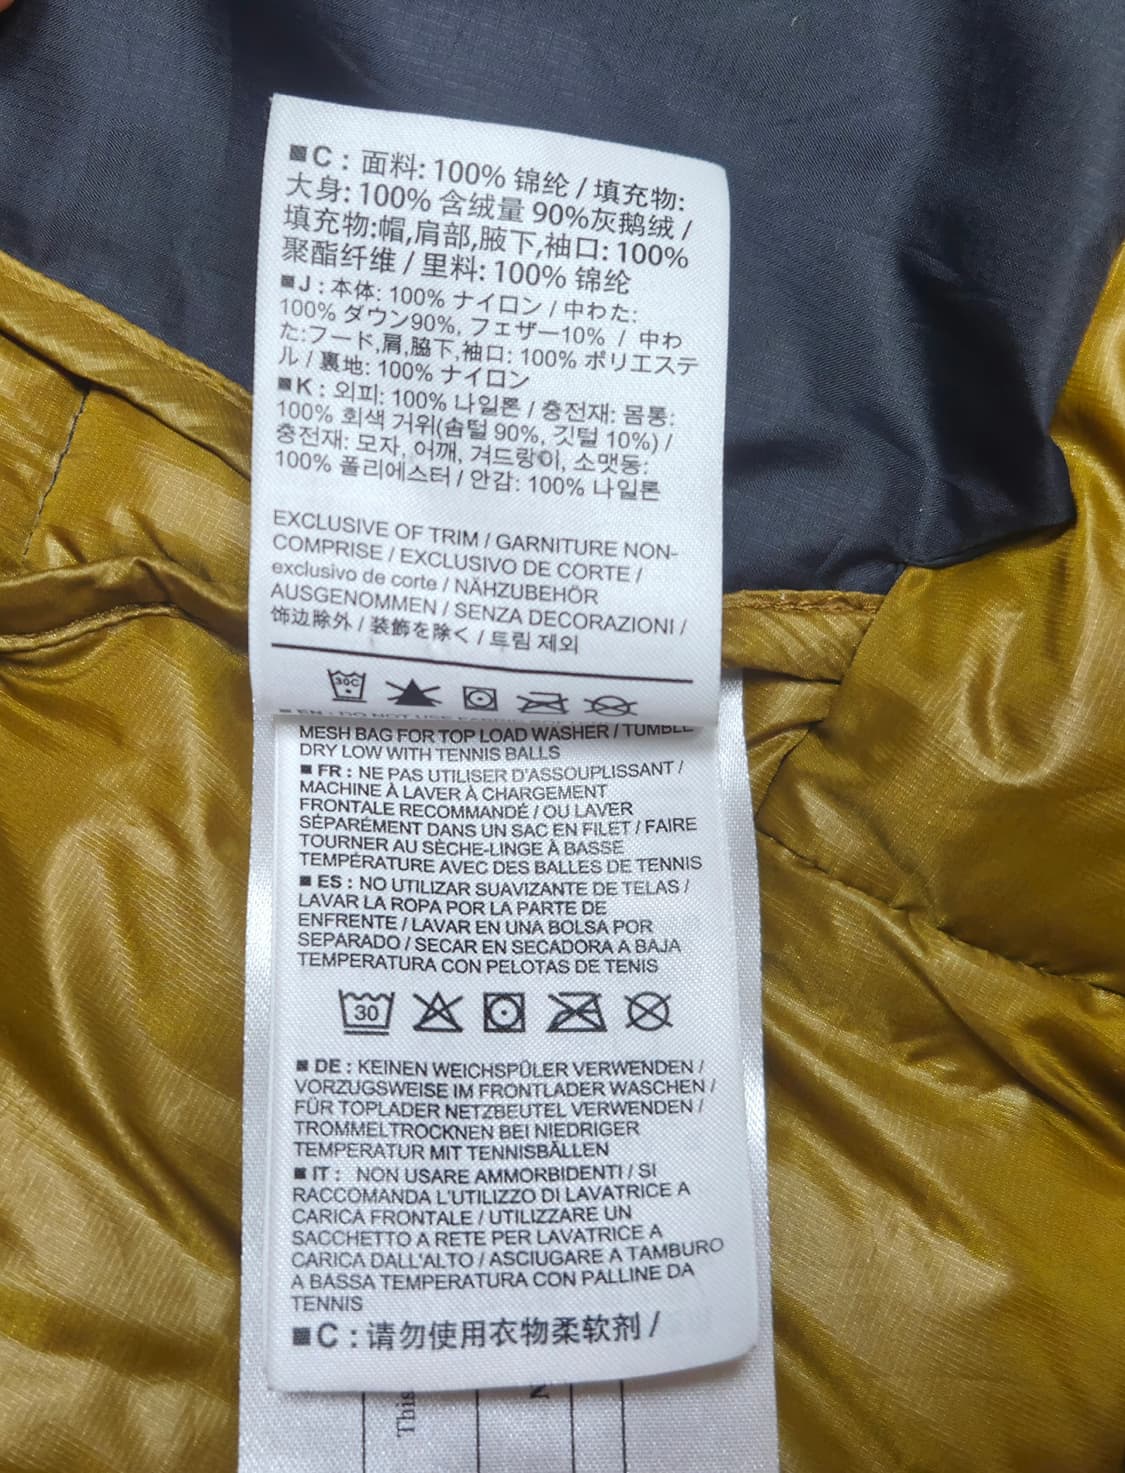 ■C : 面料: 100% 锦纶 / 填充物:
大身: 100% 含绒量 90%灰鹅绒 /
填充物:帽,肩部,腋下,袖口: 100%
聚酯纤维 / 里料: 100% 锦纶
■J : 本体: 100% ナイロン / 中わた:
100% ダウン90%, フェザー10% / 中わ
た:フード,肩,脇下,袖口: 100% ポリエステ
ル / 裏地: 100% ナイロン
■K : 외피: 100% 나일론 / 충전재: 몸통:
100% 회색 거위(솜털 90%, 깃털 10%) /
충전재: 모자, 어깨, 겨드랑이, 소맷동:
100% 폴리에스터 / 안감: 100% 나일론
EXCLUSIVE OF TRIM / GARNITURE NON-
COMPRISE / EXCLUSIVO DE CORTE /
exclusivo de corte / NÄHZUBEHÖR
AUSGENOMMEN / SENZA DECORAZIONI /
饰边除外 / 装飾を除く / 트림 제외
30C
■ EN : DO NOT USE FABRIC
MESH BAG FOR TOP LOAD WASHER / TUMBLE
DRY LOW WITH TENNIS BALLS
■ FR : NE PAS UTILISER D'ASSOUPLISSANT /
MACHINE À LAVER À CHARGEMENT
FRONTALE RECOMMANDÉ / OU LAVER
SÉPARÉMENT DANS UN SAC EN FILET / FAIRE
TOURNER AU SÈCHE-LINGE À BASSE
TEMPÉRATURE AVEC DES BALLES DE TENNIS
■ ES : NO UTILIZAR SUAVIZANTE DE TELAS /
LAVAR LA ROPA POR LA PARTE DE
ENFRENTE / LAVAR EN UNA BOLSA POR
SEPARADO / SECAR EN SECADORA A BAJA
TEMPERATURA CON PELOTAS DE TENIS
30
■ DE : KEINEN WEICHSPÜLER VERWENDEN /
VORZUGSWEISE IM FRONTLADER WASCHEN /
FÜR TOPLADER NETZBEUTEL VERWENDEN /
TROMMELTROCKNEN BEI NIEDRIGER
TEMPERATUR MIT TENNISBÄLLEN
■ IT : NON USARE AMMORBIDENTI / SI
RACCOMANDA L'UTILIZZO DI LAVATRICE A
CARICA FRONTALE / UTILIZZARE UN
SACCHETTO A RETE PER LAVATRICE A
CARICA DALL'ALTO / ASCIUGARE A TAMBURO
A BASSA TEMPERATURA CON PALLINE DA
TENNIS
■C : 请勿使用衣物柔软剂 /
This
N